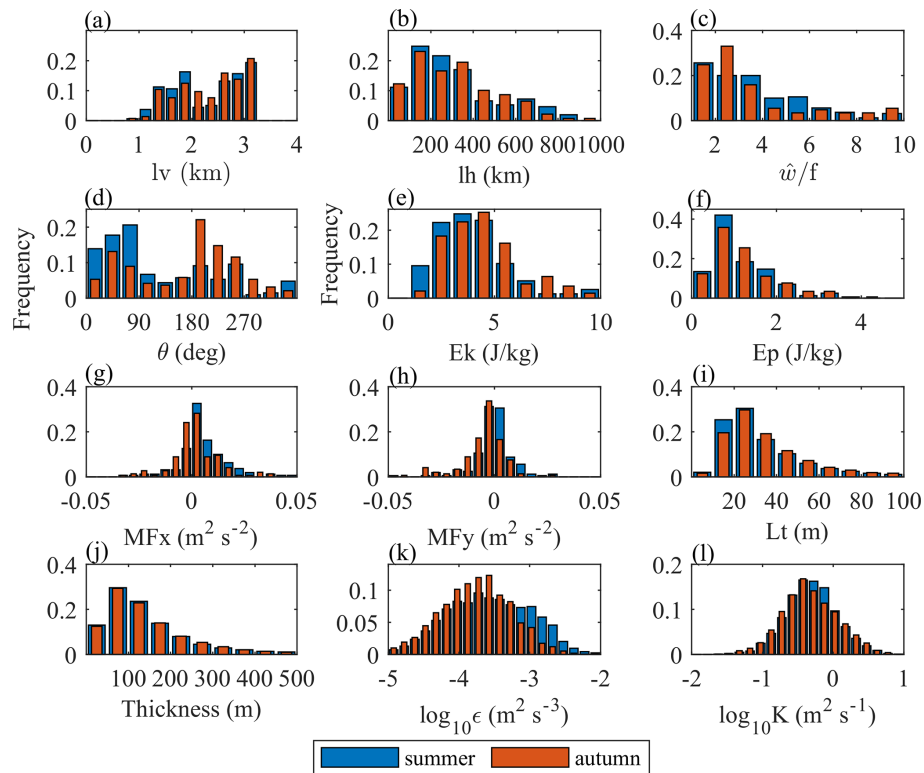 (a) (b) (c)
0.2 0.2 0.4
0.1 0.1 0.2
0 0 0
0 1 2 3 4 200 400 600 800 1000 2 4 6 8 10
lv (km) lh (km) ŵ/f
(d) (e) (f)
Frequency Frequency
0.2 0.2 0.4
0.1 0.1 0.2
0 0 0
0 90 180 270 0 5 10 0 2 4
θ (deg) Ek (J/kg) Ep (J/kg)
(g) (h) (i)
0.4 0.4 0.4
0.2 0.2 0.2
0 0 0
-0.05 0 0.05 -0.05 0 0.05 20 40 60 80 100
MFx (m² s⁻²) MFy (m² s⁻²) Lt (m)
(j) (k) (l)
0.4 0.1 0.2
0.2 0.05 0.1
0 0 0
100 200 300 400 500 -5 -4 -3 -2 -2 -1 0 1
Thickness (m) log₁₀ϵ (m² s⁻³) log₁₀K (m² s⁻¹)
summer autumn